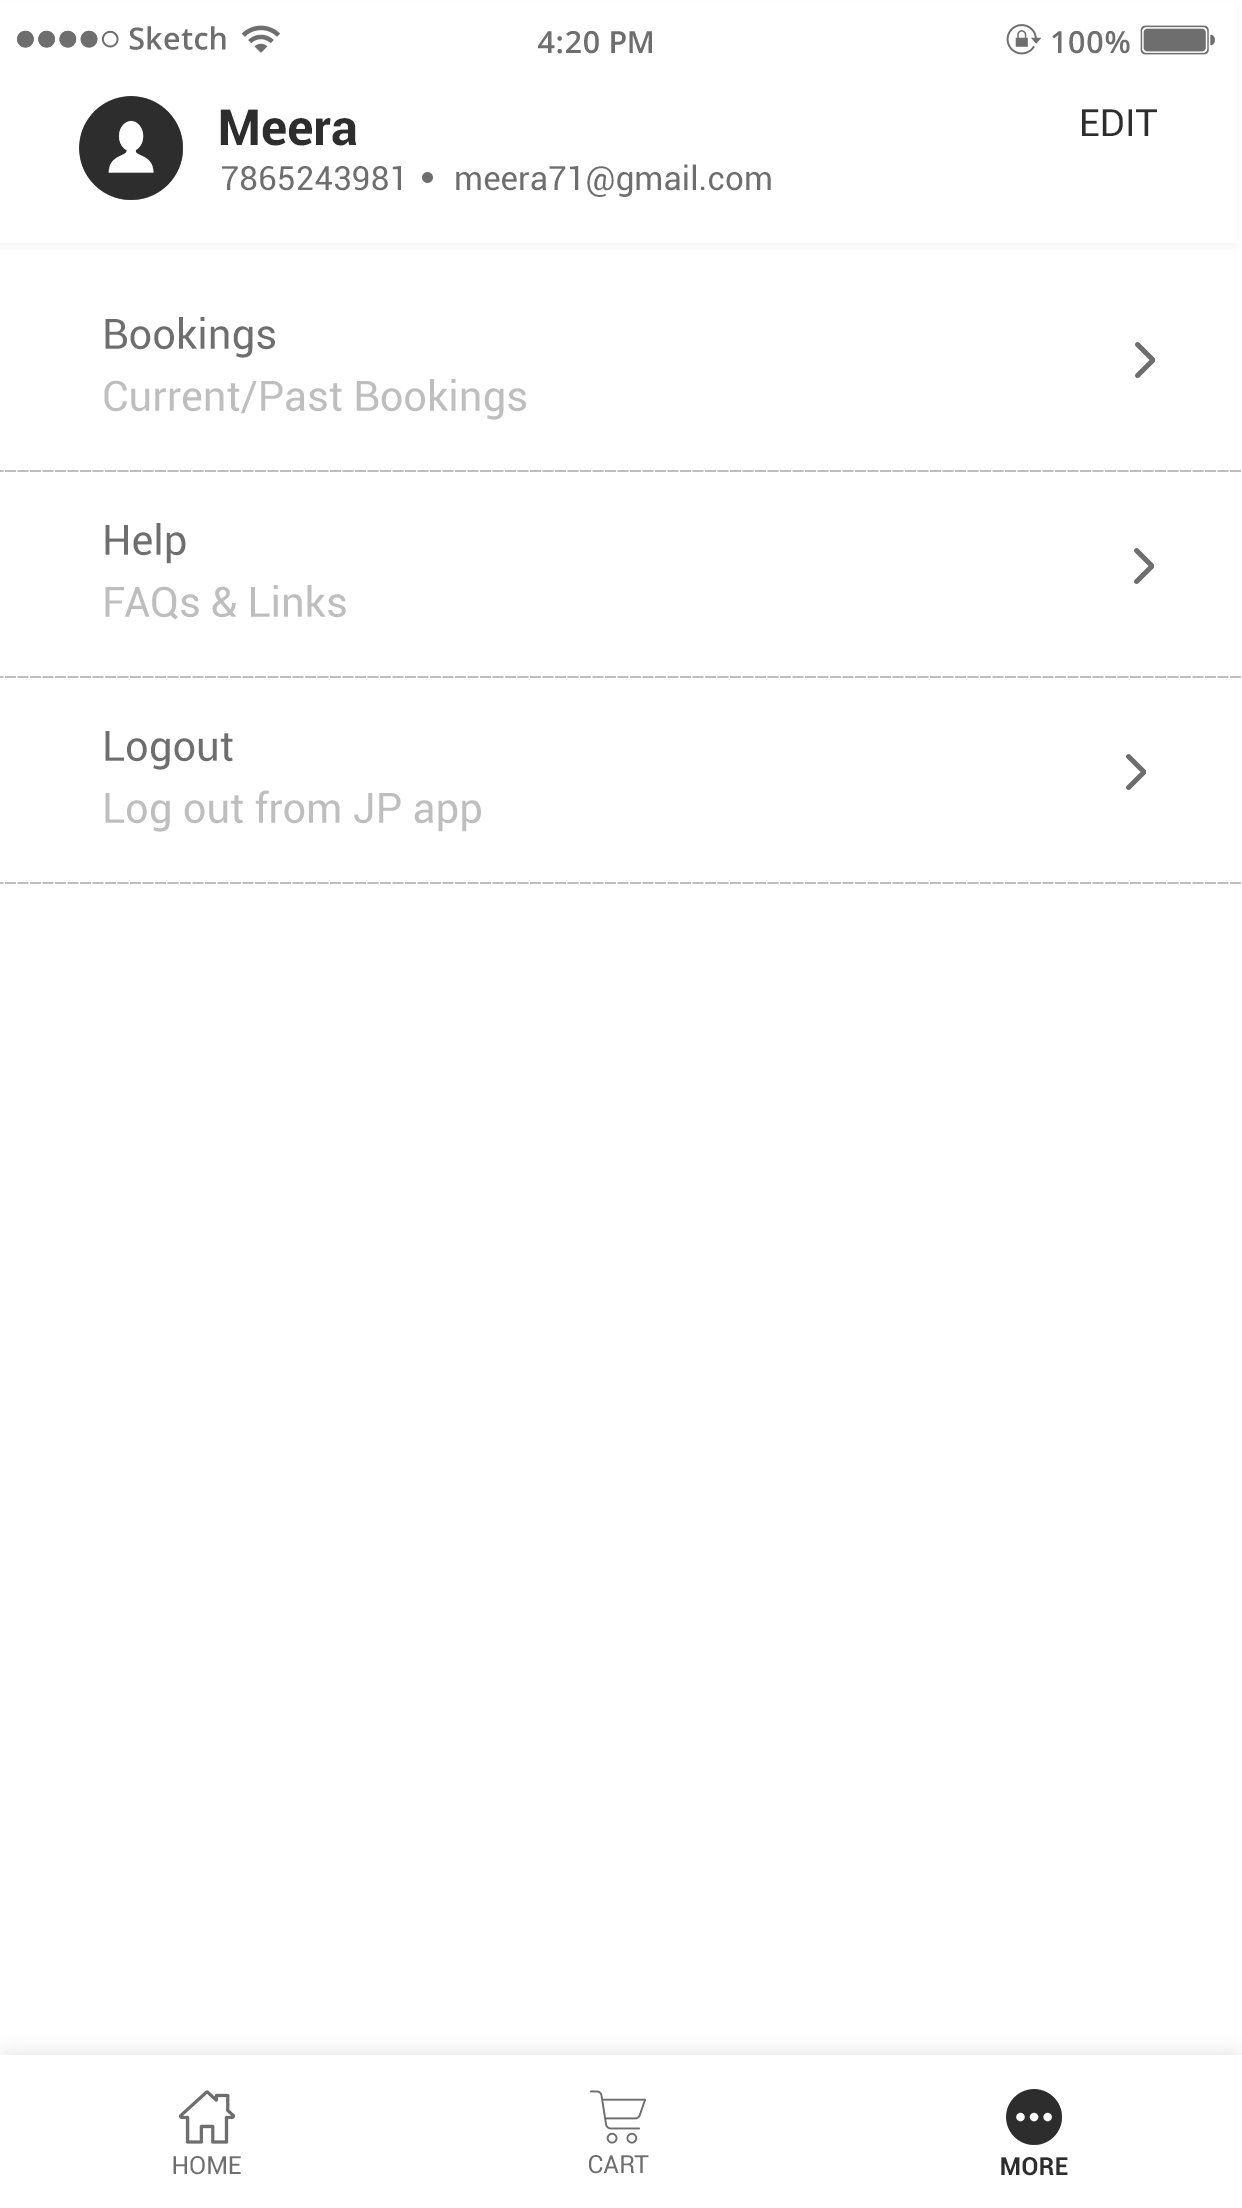 Sketch 4:20 PM 100%
Meera EDIT
7865243981 • meera71@gmail.com
Bookings
Current/Past Bookings
Help
FAQs & Links
Logout
Log out from JP app
HOME CART MORE